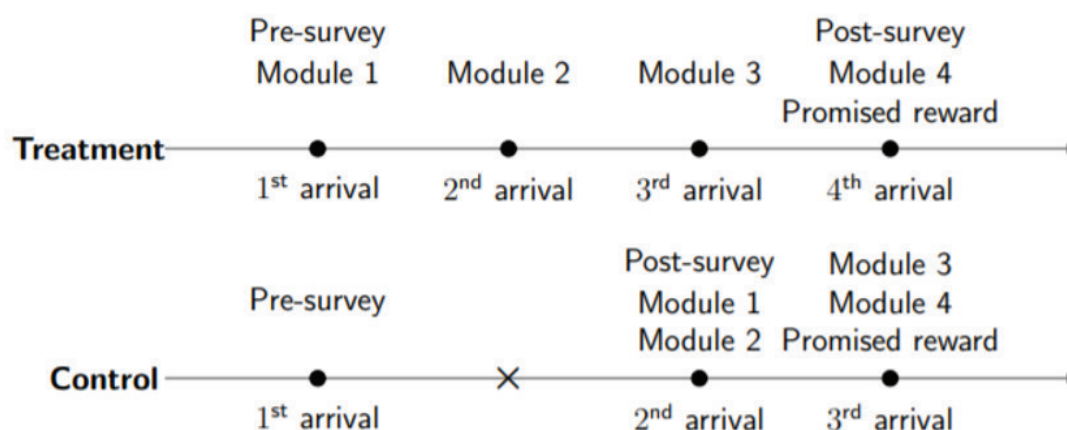 Pre-survey
Module 1
Module 2
Module 3
Post-survey
Module 4
Promised reward
Treatment
1st arrival
2nd arrival
3rd arrival
4th arrival
Pre-survey
Post-survey
Module 1
Module 2
Module 3
Module 4
Promised reward
Control
1st arrival
2nd arrival
3rd arrival